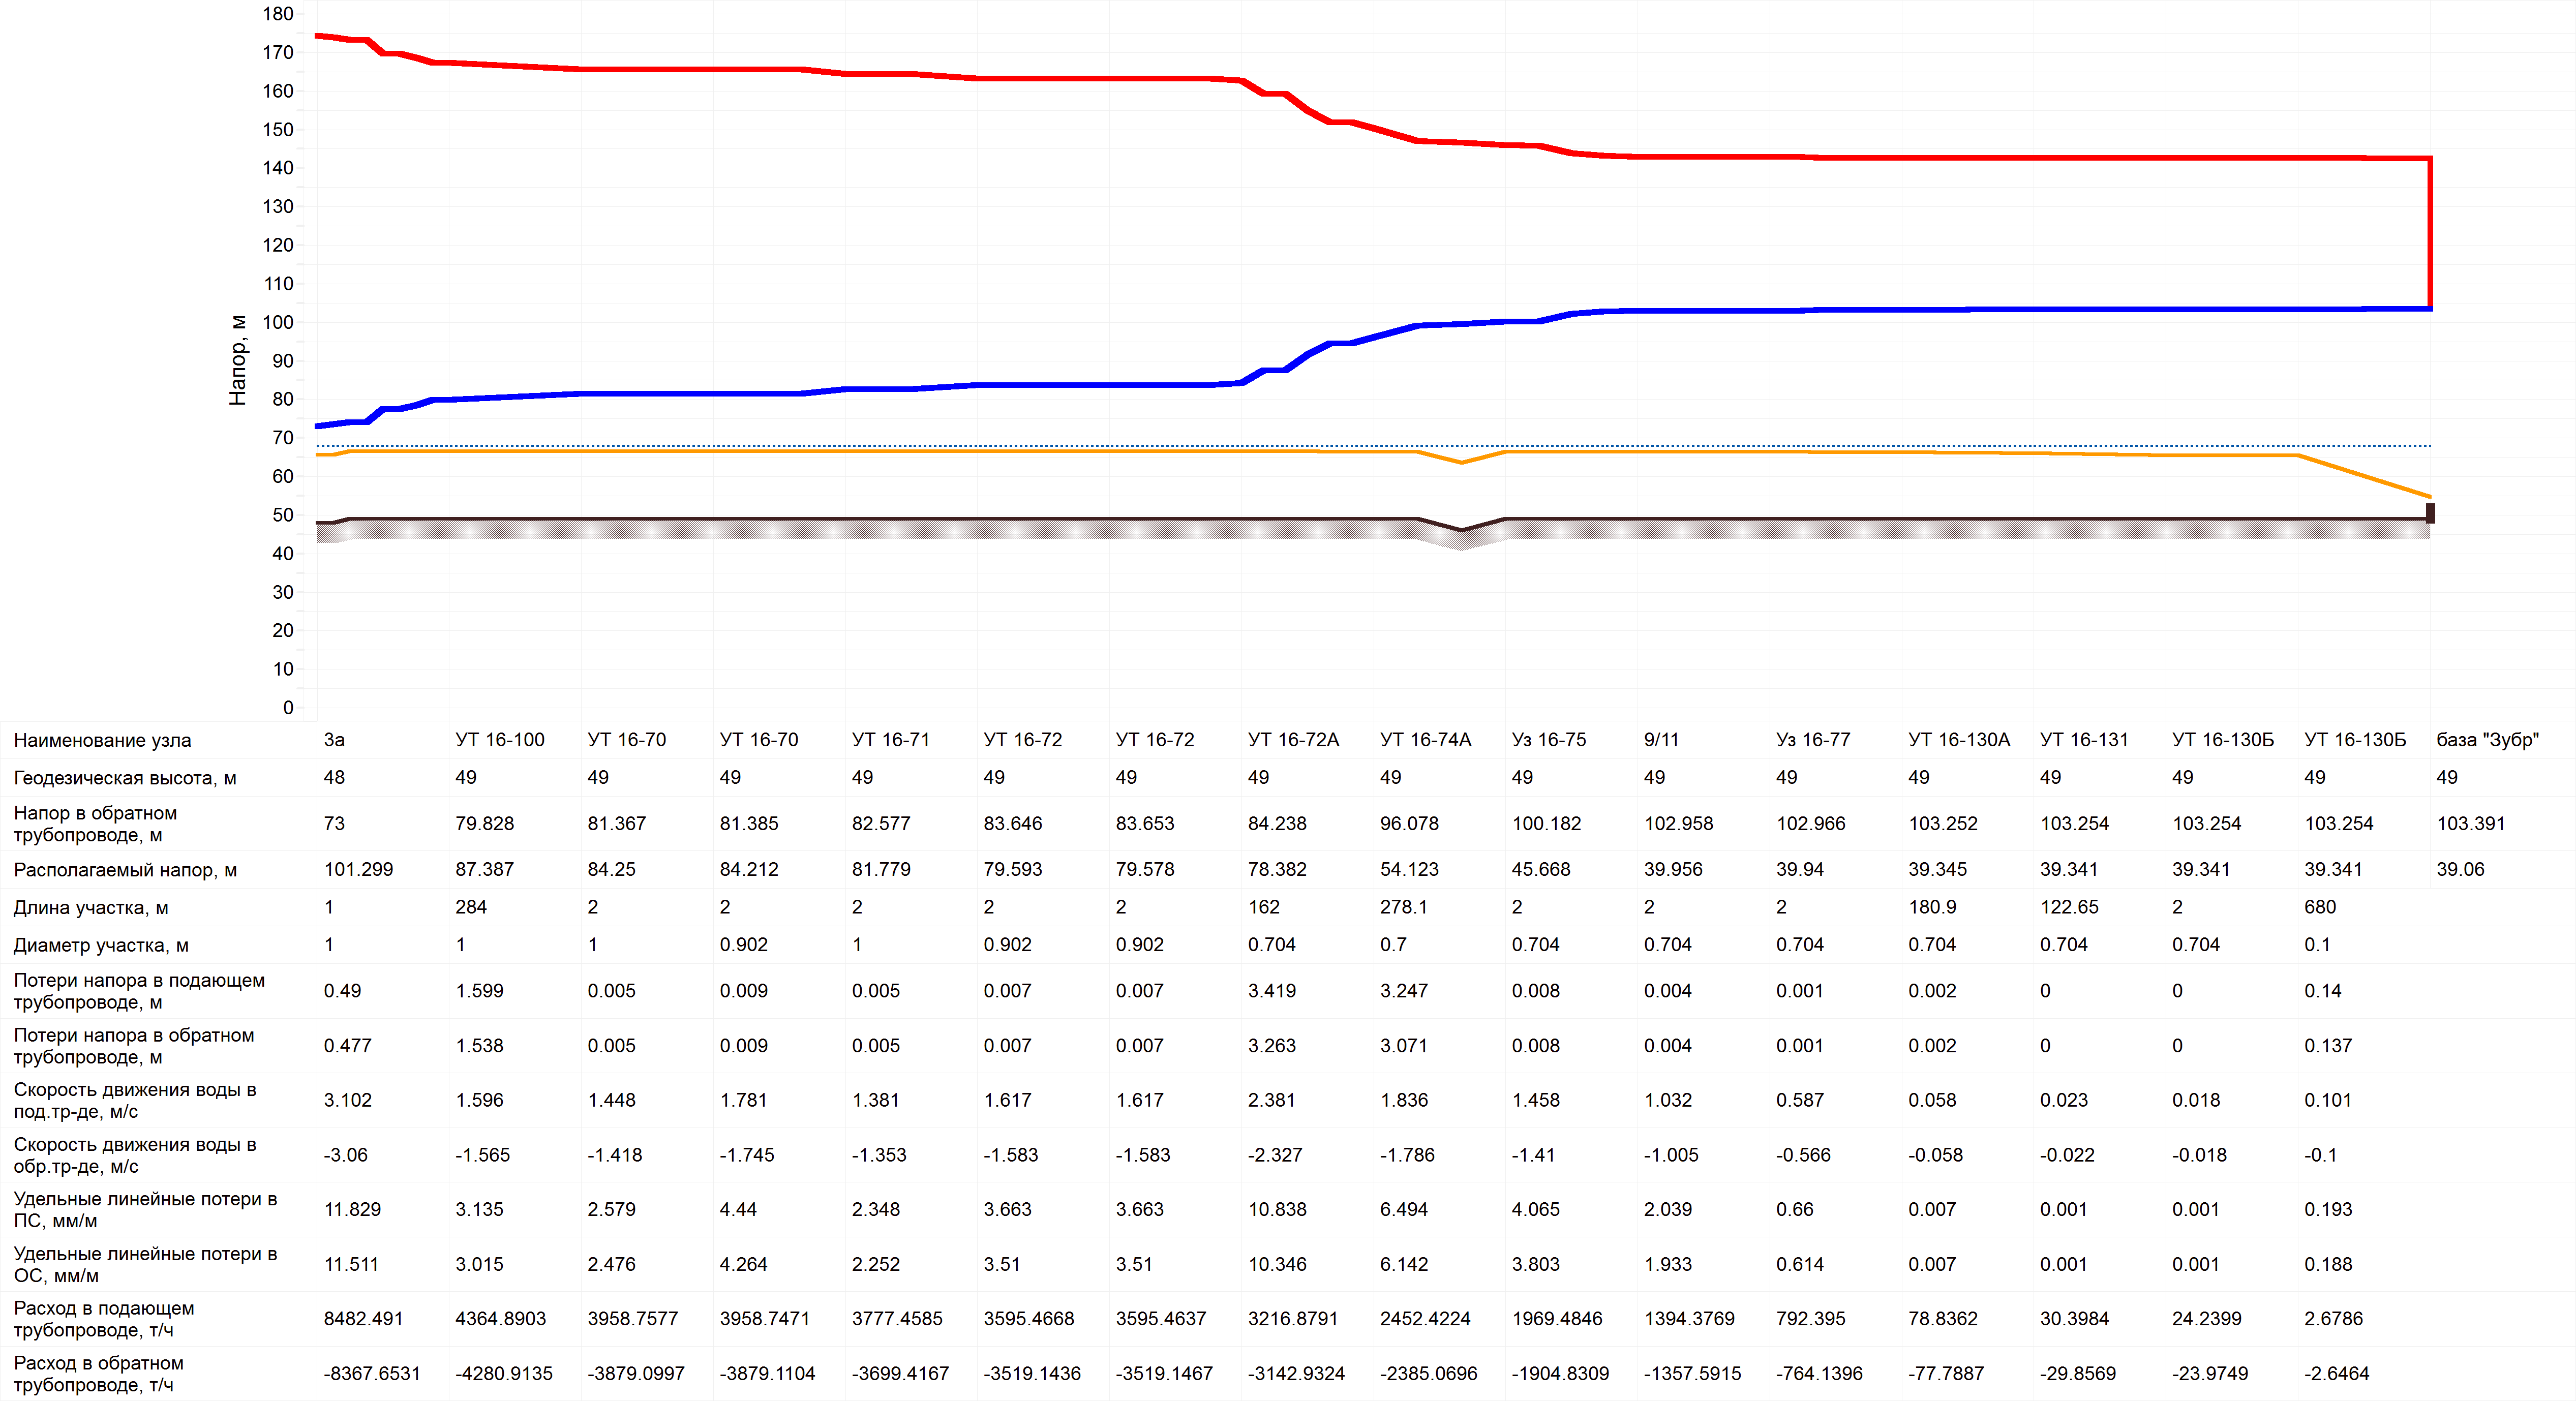 180
170
160
150
140
130
120
110
100
90
80
70
60
50
40
30
20
10
0
Напор, м
Наименование узла 3а УТ 16-100 УТ 16-70 УТ 16-70 УТ 16-71 УТ 16-72 УТ 16-72 УТ 16-72А УТ 16-74А Уз 16-75 9/11 Уз 16-77 УТ 16-130А УТ 16-131 УТ 16-130Б УТ 16-130Б база "Зубр"
Геодезическая высота, м 48 49 49 49 49 49 49 49 49 49 49 49 49 49 49 49 49
Напор в обратном
трубопроводе, м 73 79.828 81.367 81.385 82.577 83.646 83.653 84.238 96.078 100.182 102.958 102.966 103.252 103.254 103.254 103.254 103.391
Располагаемый напор, м 101.299 87.387 84.25 84.212 81.779 79.593 79.578 78.382 54.123 45.668 39.956 39.94 39.345 39.341 39.341 39.341 39.06
Длина участка, м 1 284 2 2 2 2 2 162 278.1 2 2 2 180.9 122.65 2 680
Диаметр участка, м 1 1 1 0.902 1 0.902 0.902 0.704 0.7 0.704 0.704 0.704 0.704 0.704 0.704 0.1
Потери напора в подающем
трубопроводе, м 0.49 1.599 0.005 0.009 0.005 0.007 0.007 3.419 3.247 0.008 0.004 0.001 0.002 0 0 0.14
Потери напора в обратном
трубопроводе, м 0.477 1.538 0.005 0.009 0.005 0.007 0.007 3.263 3.071 0.008 0.004 0.001 0.002 0 0 0.137
Скорость движения воды в
под.тр-де, м/с 3.102 1.596 1.448 1.781 1.381 1.617 1.617 2.381 1.836 1.458 1.032 0.587 0.058 0.023 0.018 0.101
Скорость движения воды в
обр.тр-де, м/с -3.06 -1.565 -1.418 -1.745 -1.353 -1.583 -1.583 -2.327 -1.786 -1.41 -1.005 -0.566 -0.058 -0.022 -0.018 -0.1
Удельные линейные потери в
ПС, мм/м 11.829 3.135 2.579 4.44 2.348 3.663 3.663 10.838 6.494 4.065 2.039 0.66 0.007 0.001 0.001 0.193
Удельные линейные потери в
ОС, мм/м 11.511 3.015 2.476 4.264 2.252 3.51 3.51 10.346 6.142 3.803 1.933 0.614 0.007 0.001 0.001 0.188
Расход в подающем
трубопроводе, т/ч 8482.491 4364.8903 3958.7577 3958.7471 3777.4585 3595.4668 3595.4637 3216.8791 2452.4224 1969.4846 1394.3769 792.395 78.8362 30.3984 24.2399 2.6786
Расход в обратном
трубопроводе, т/ч -8367.6531 -4280.9135 -3879.0997 -3879.1104 -3699.4167 -3519.1436 -3519.1467 -3142.9324 -2385.0696 -1904.8309 -1357.5915 -764.1396 -77.7887 -29.8569 -23.9749 -2.6464